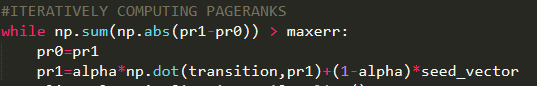 #ITERATIVELY COMPUTING PAGERANKS
while np.sum(np.abs(pr1-pr0)) > maxerr:
    pr0=pr1
    pr1=alpha*np.dot(transition,pr1)+(1-alpha)*seed_vector